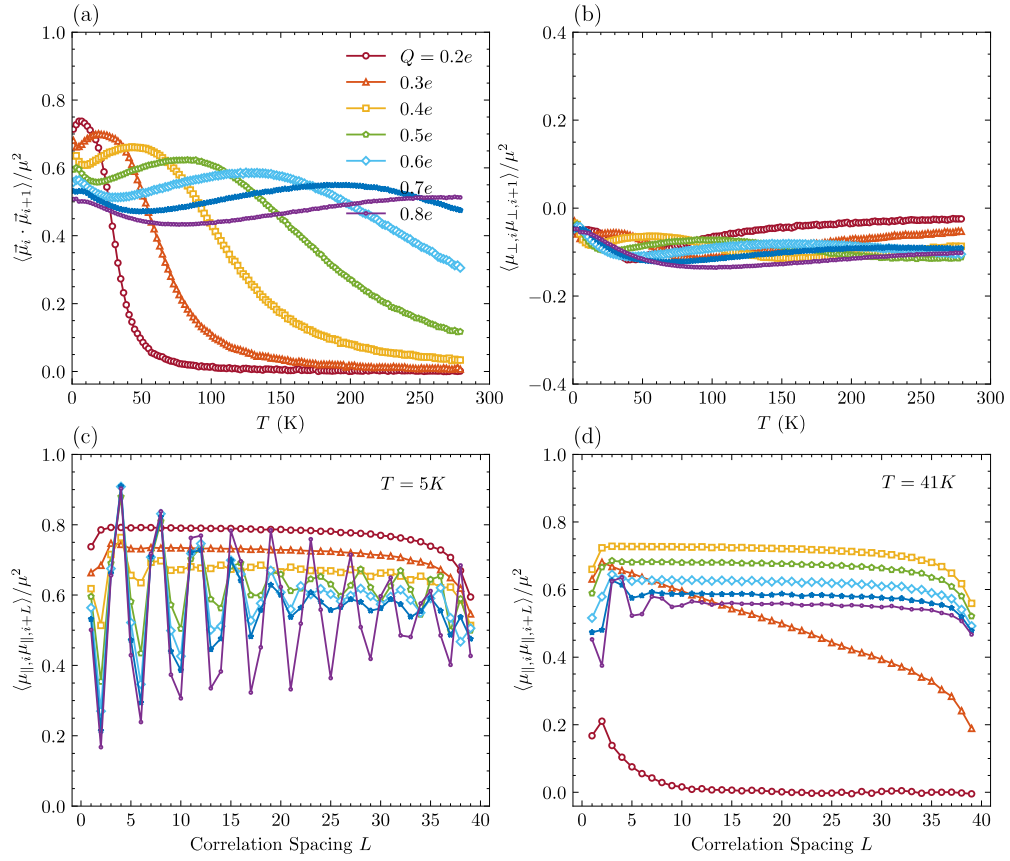 (a)
(b)
1.0
0.8
0.6
0.4
0.2
0.0
⟨μ⃗ᵢ · μ⃗ᵢ₊₁⟩/μ²
Q = 0.2e
0.3e
0.4e
0.5e
0.6e
0.7e
0.8e
0 50 100 150 200 250 300
T (K)
0.4
0.2
0.0
−0.2
−0.4
⟨μ⊥,ᵢμ⊥,ᵢ₊₁⟩/μ²
0 50 100 150 200 250 300
T (K)
(c)
(d)
1.0
0.8
0.6
0.4
0.2
0.0
⟨μ∥,ᵢμ∥,ᵢ₊L⟩/μ²
T = 5K
0 5 10 15 20 25 30 35 40
Correlation Spacing L
1.0
0.8
0.6
0.4
0.2
0.0
⟨μ∥,ᵢμ∥,ᵢ₊L⟩/μ²
T = 41K
0 5 10 15 20 25 30 35 40
Correlation Spacing L